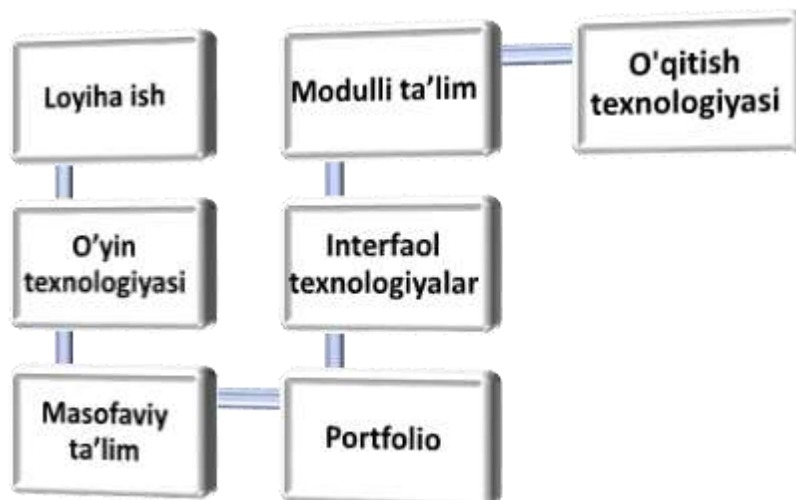 Loyiha ish
O’yin
texnologiyasi
Masofaviy
ta’lim
Portfolio
Interfaol
texnologiyalar
Modulli ta’lim
O'qitish
texnologiyasi